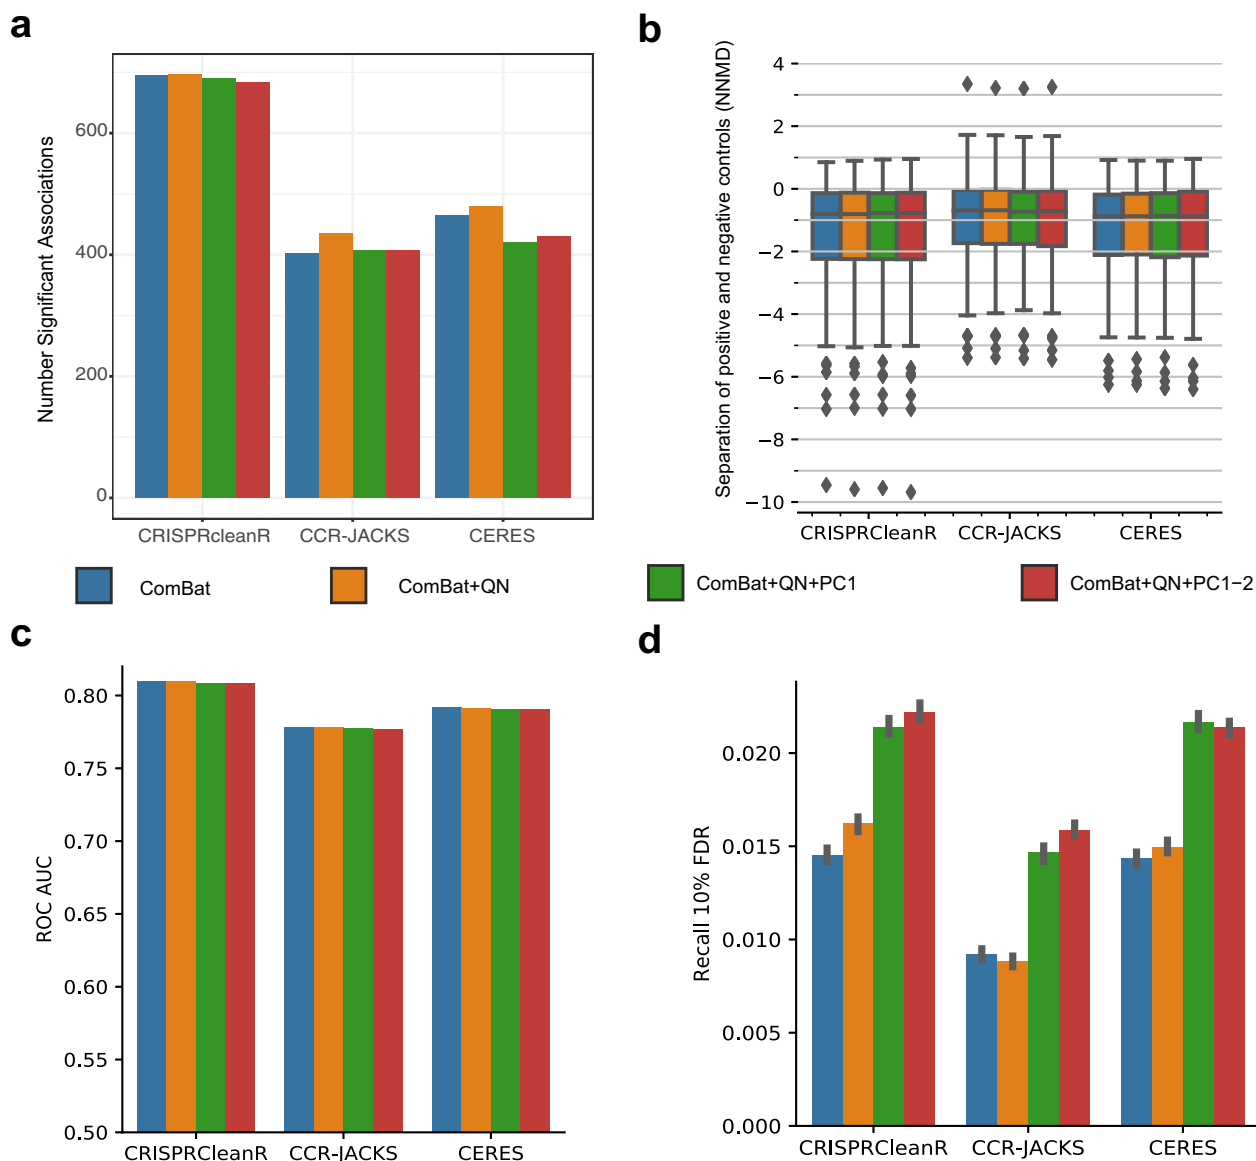 a
Number Significant Associations
600
400
200
0
CRISPRcleanR CCR-JACKS CERES
b
Separation of positive and negative controls (NNMD)
4
2
0
−2
−4
−6
−8
−10
CRISPRCleanR CCR-JACKS CERES
ComBat ComBat+QN ComBat+QN+PC1 ComBat+QN+PC1−2
c
ROC AUC
0.80
0.75
0.70
0.65
0.60
0.55
0.50
CRISPRCleanR CCR-JACKS CERES
d
Recall 10% FDR
0.020
0.015
0.010
0.005
0.000
CRISPRCleanR CCR-JACKS CERES